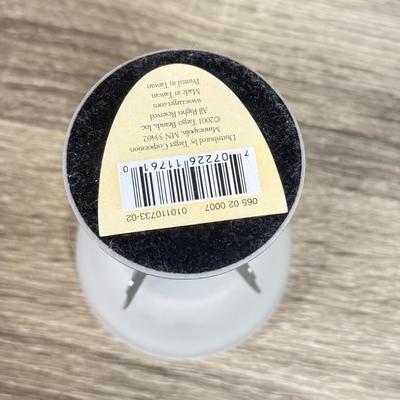 065 02 0007 010110733-02
7 07226 11761 0
Distributed by Target Corporation
Minneapolis, MN 55402
©2001 Target Brands, Inc.
All Rights Reserved
www.target.com
Made in Taiwan
Printed in Taiwan